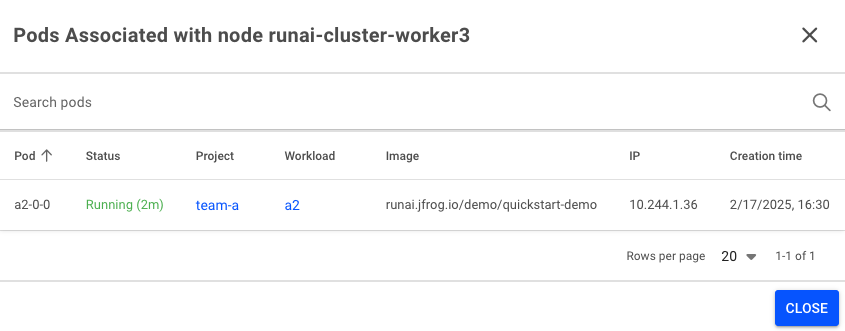 Pods Associated with node runai-cluster-worker3
Search pods
Pod Status Project Workload Image IP Creation time
a2-0-0 Running (2m) team-a a2 runai.jfrog.io/demo/quickstart-demo 10.244.1.36 2/17/2025, 16:30
Rows per page 20 1-1 of 1
CLOSE